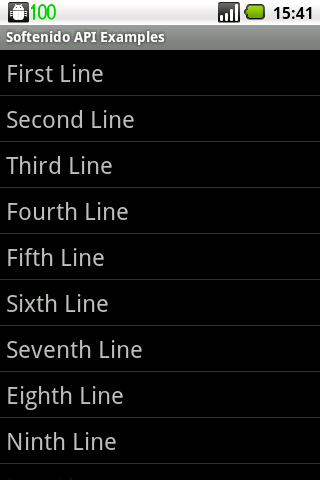 100 15:41
Softenido API Examples
First Line
Second Line
Third Line
Fourth Line
Fifth Line
Sixth Line
Seventh Line
Eighth Line
Ninth Line